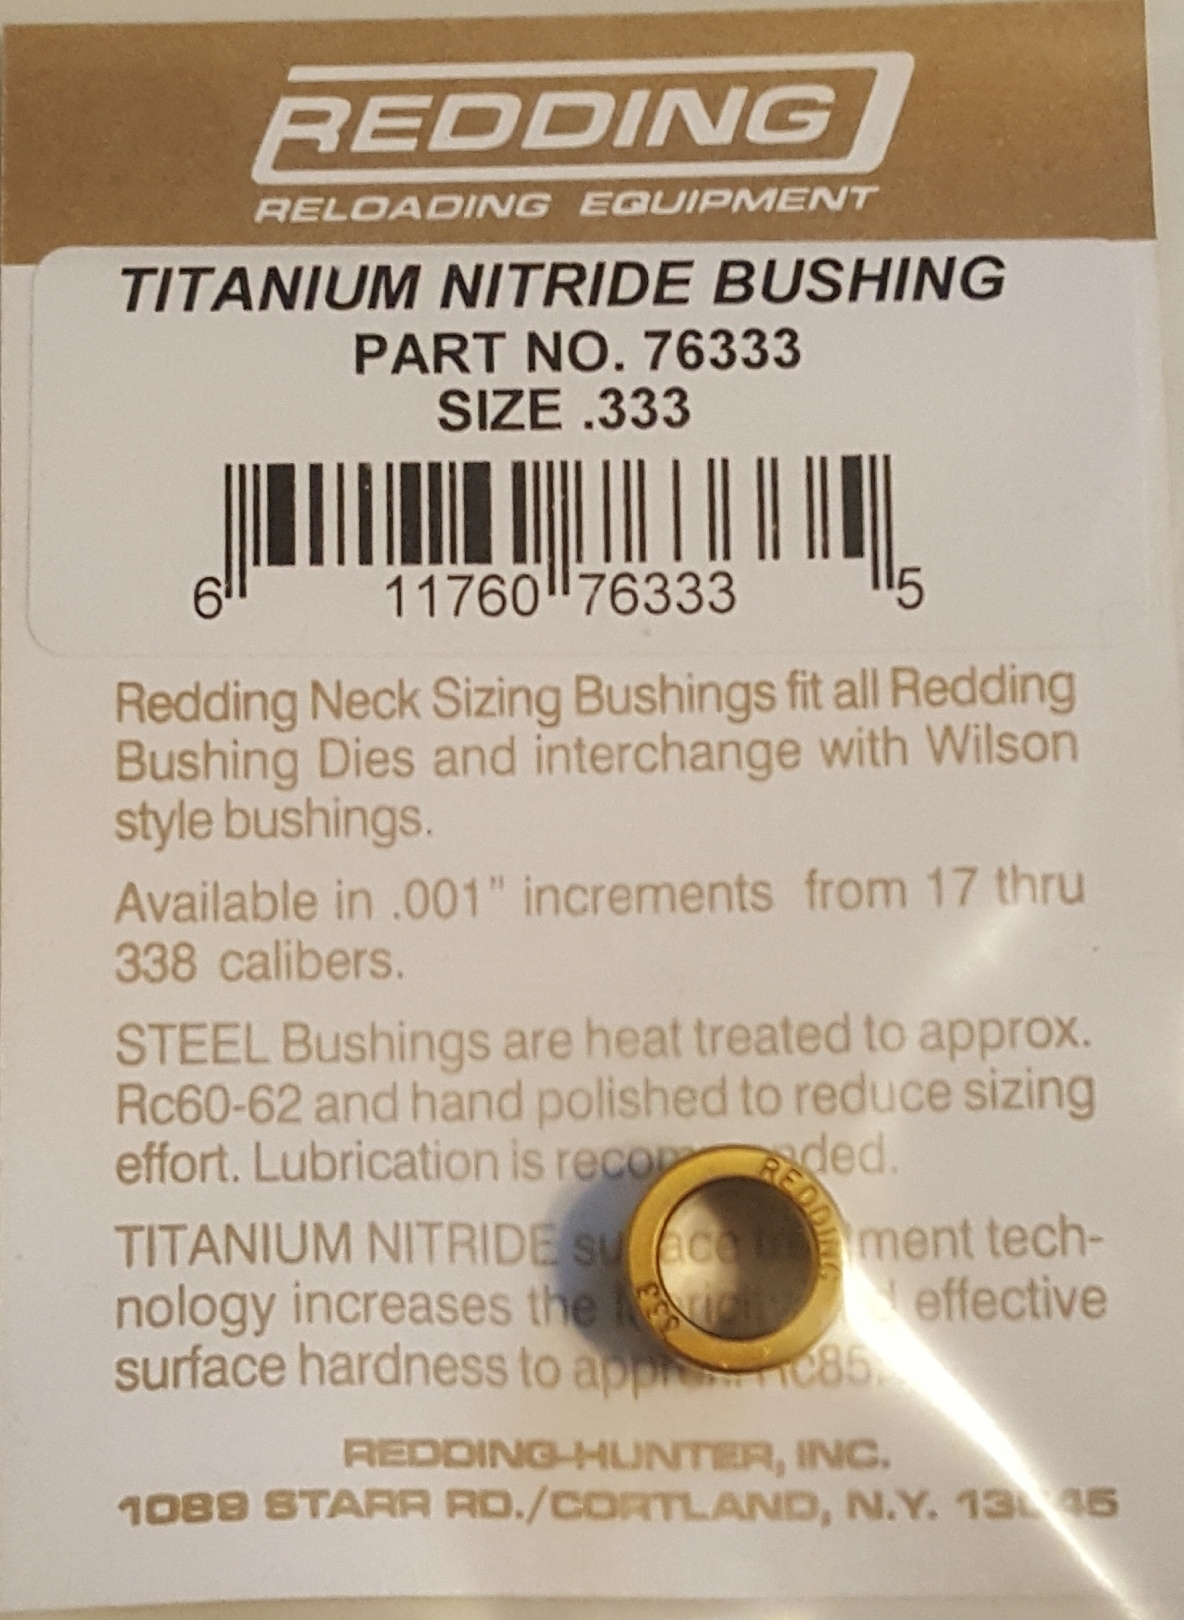 REDDING
RELOADING EQUIPMENT
TITANIUM NITRIDE BUSHING
PART NO. 76333
SIZE .333
6 11760 76333 5
Redding Neck Sizing Bushings fit all Redding
Bushing Dies and interchange with Wilson
style bushings.
Available in .001" increments from 17 thru
338 calibers.
STEEL Bushings are heat treated to approx.
Rc60-62 and hand polished to reduce sizing
effort. Lubrication is
TITANIUM NITRIDE tech-
nology increases the effective
surface hardness to
REDDING
333
REDDING-HUNTER, INC.
1089 STARR RD./CORTLAND, N.Y.